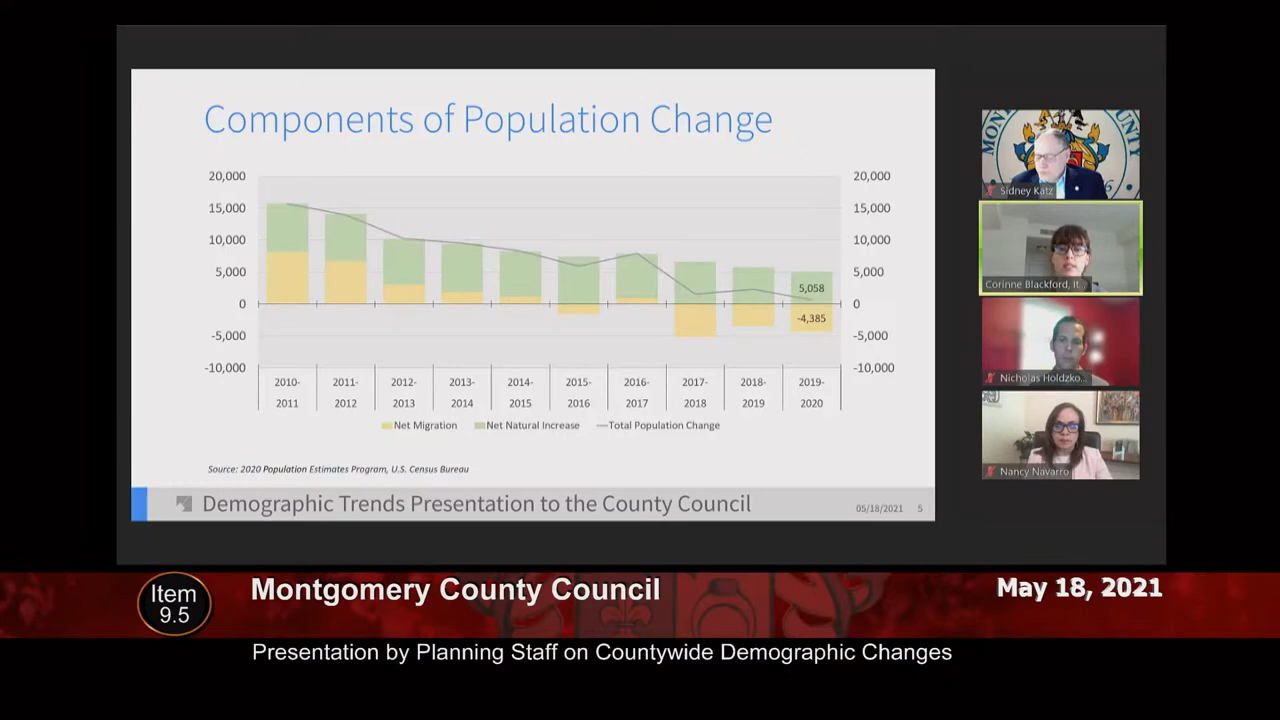 Components of Population Change
20,000 20,000
15,000 15,000
10,000 10,000
5,000 5,000
0 0
-5,000 -5,000
-10,000 -10,000
5,058
-4,385
2010- 2011- 2012- 2013- 2014- 2015- 2016- 2017- 2018- 2019-
2011 2012 2013 2014 2015 2016 2017 2018 2019 2020
Net Migration Net Natural Increase Total Population Change
Source: 2020 Population Estimates Program, U.S. Census Bureau
Demographic Trends Presentation to the County Council 05/18/2021 5
Sidney Katz
Corinne Blackford, It...
Nicholas Holdzko...
Nancy Navarro
Item
9.5
Montgomery County Council
May 18, 2021
Presentation by Planning Staff on Countywide Demographic Changes